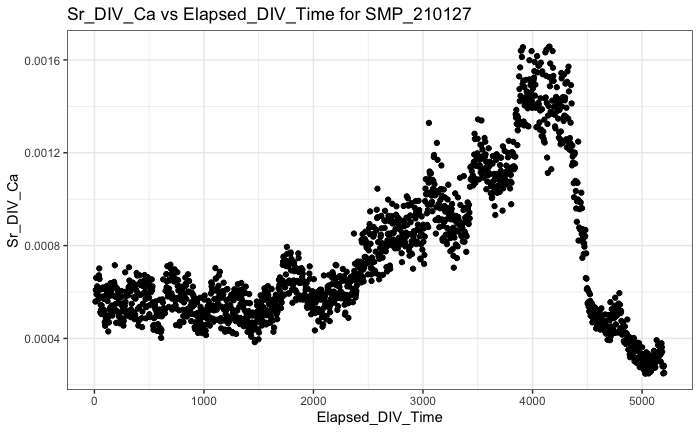 Sr_DIV_Ca vs Elapsed_DIV_Time for SMP_210127
0.0016
0.0012
0.0008
0.0004
Sr_DIV_Ca
0 1000 2000 3000 4000 5000
Elapsed_DIV_Time